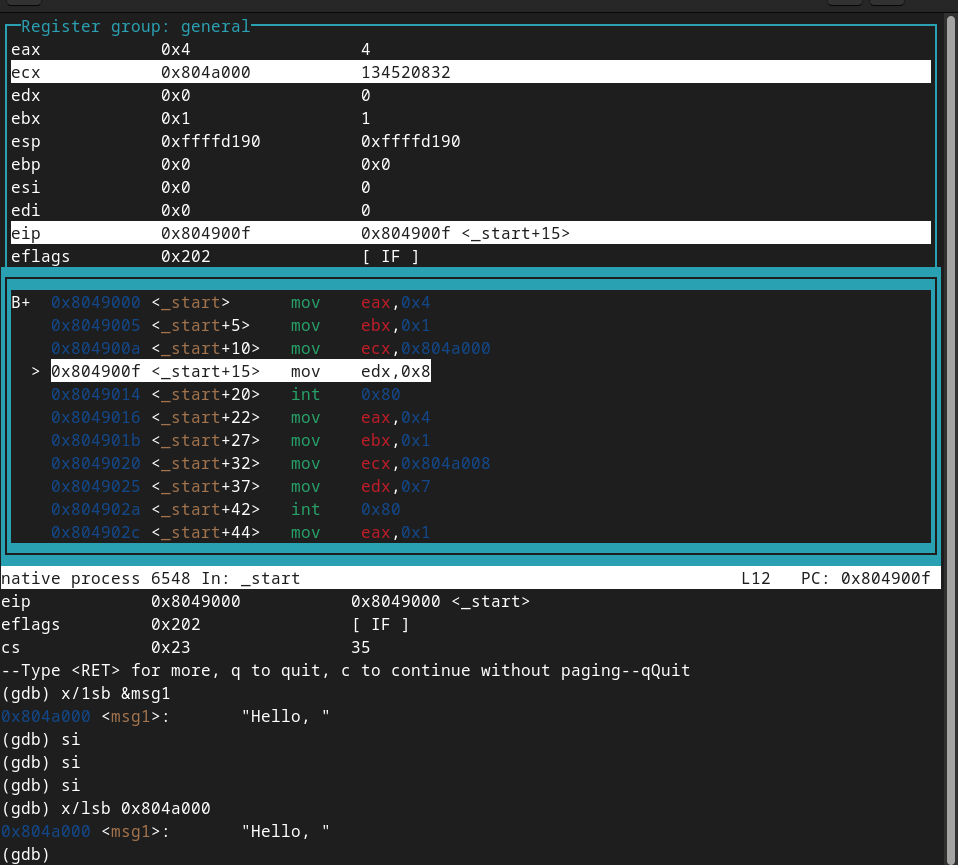 Register group: general
eax 0x4 4
ecx 0x804a000 134520832
edx 0x0 0
ebx 0x1 1
esp 0xffffd190 0xffffd190
ebp 0x0 0x0
esi 0x0 0
edi 0x0 0
eip 0x804900f 0x804900f <_start+15>
eflags 0x202 [ IF ]
B+ 0x8049000 <_start> mov eax,0x4
0x8049005 <_start+5> mov ebx,0x1
0x804900a <_start+10> mov ecx,0x804a000
> 0x804900f <_start+15> mov edx,0x8
0x8049014 <_start+20> int 0x80
0x8049016 <_start+22> mov eax,0x4
0x804901b <_start+27> mov ebx,0x1
0x8049020 <_start+32> mov ecx,0x804a008
0x8049025 <_start+37> mov edx,0x7
0x804902a <_start+42> int 0x80
0x804902c <_start+44> mov eax,0x1
native process 6548 In: _start L12 PC: 0x804900f
eip 0x8049000 0x8049000 <_start>
eflags 0x202 [ IF ]
cs 0x23 35
--Type <RET> for more, q to quit, c to continue without paging--qQuit
(gdb) x/1sb &msg1
0x804a000 <msg1>: "Hello, "
(gdb) si
(gdb) si
(gdb) si
(gdb) x/lsb 0x804a000
0x804a000 <msg1>: "Hello, "
(gdb)